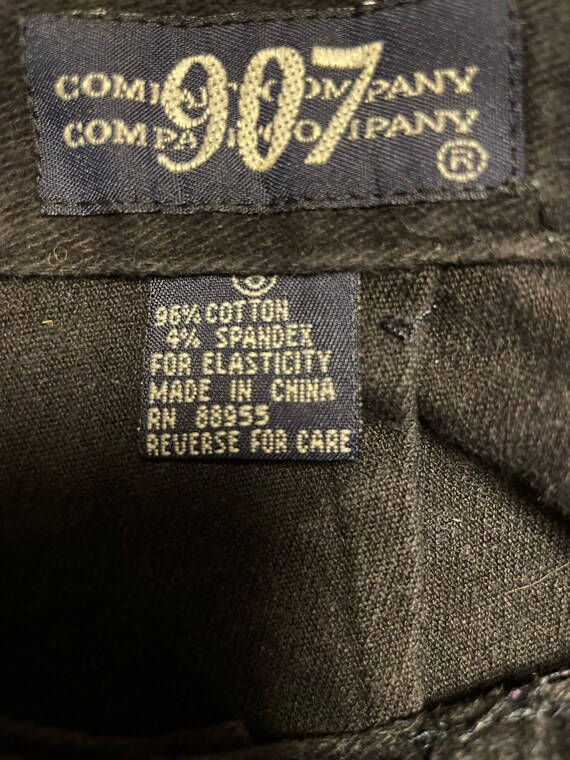 907
COMPANY COMPANY
COMPANY COMPANY
®
®
96% COTTON
4% SPANDEX
FOR ELASTICITY
MADE IN CHINA
RN 88955
REVERSE FOR CARE